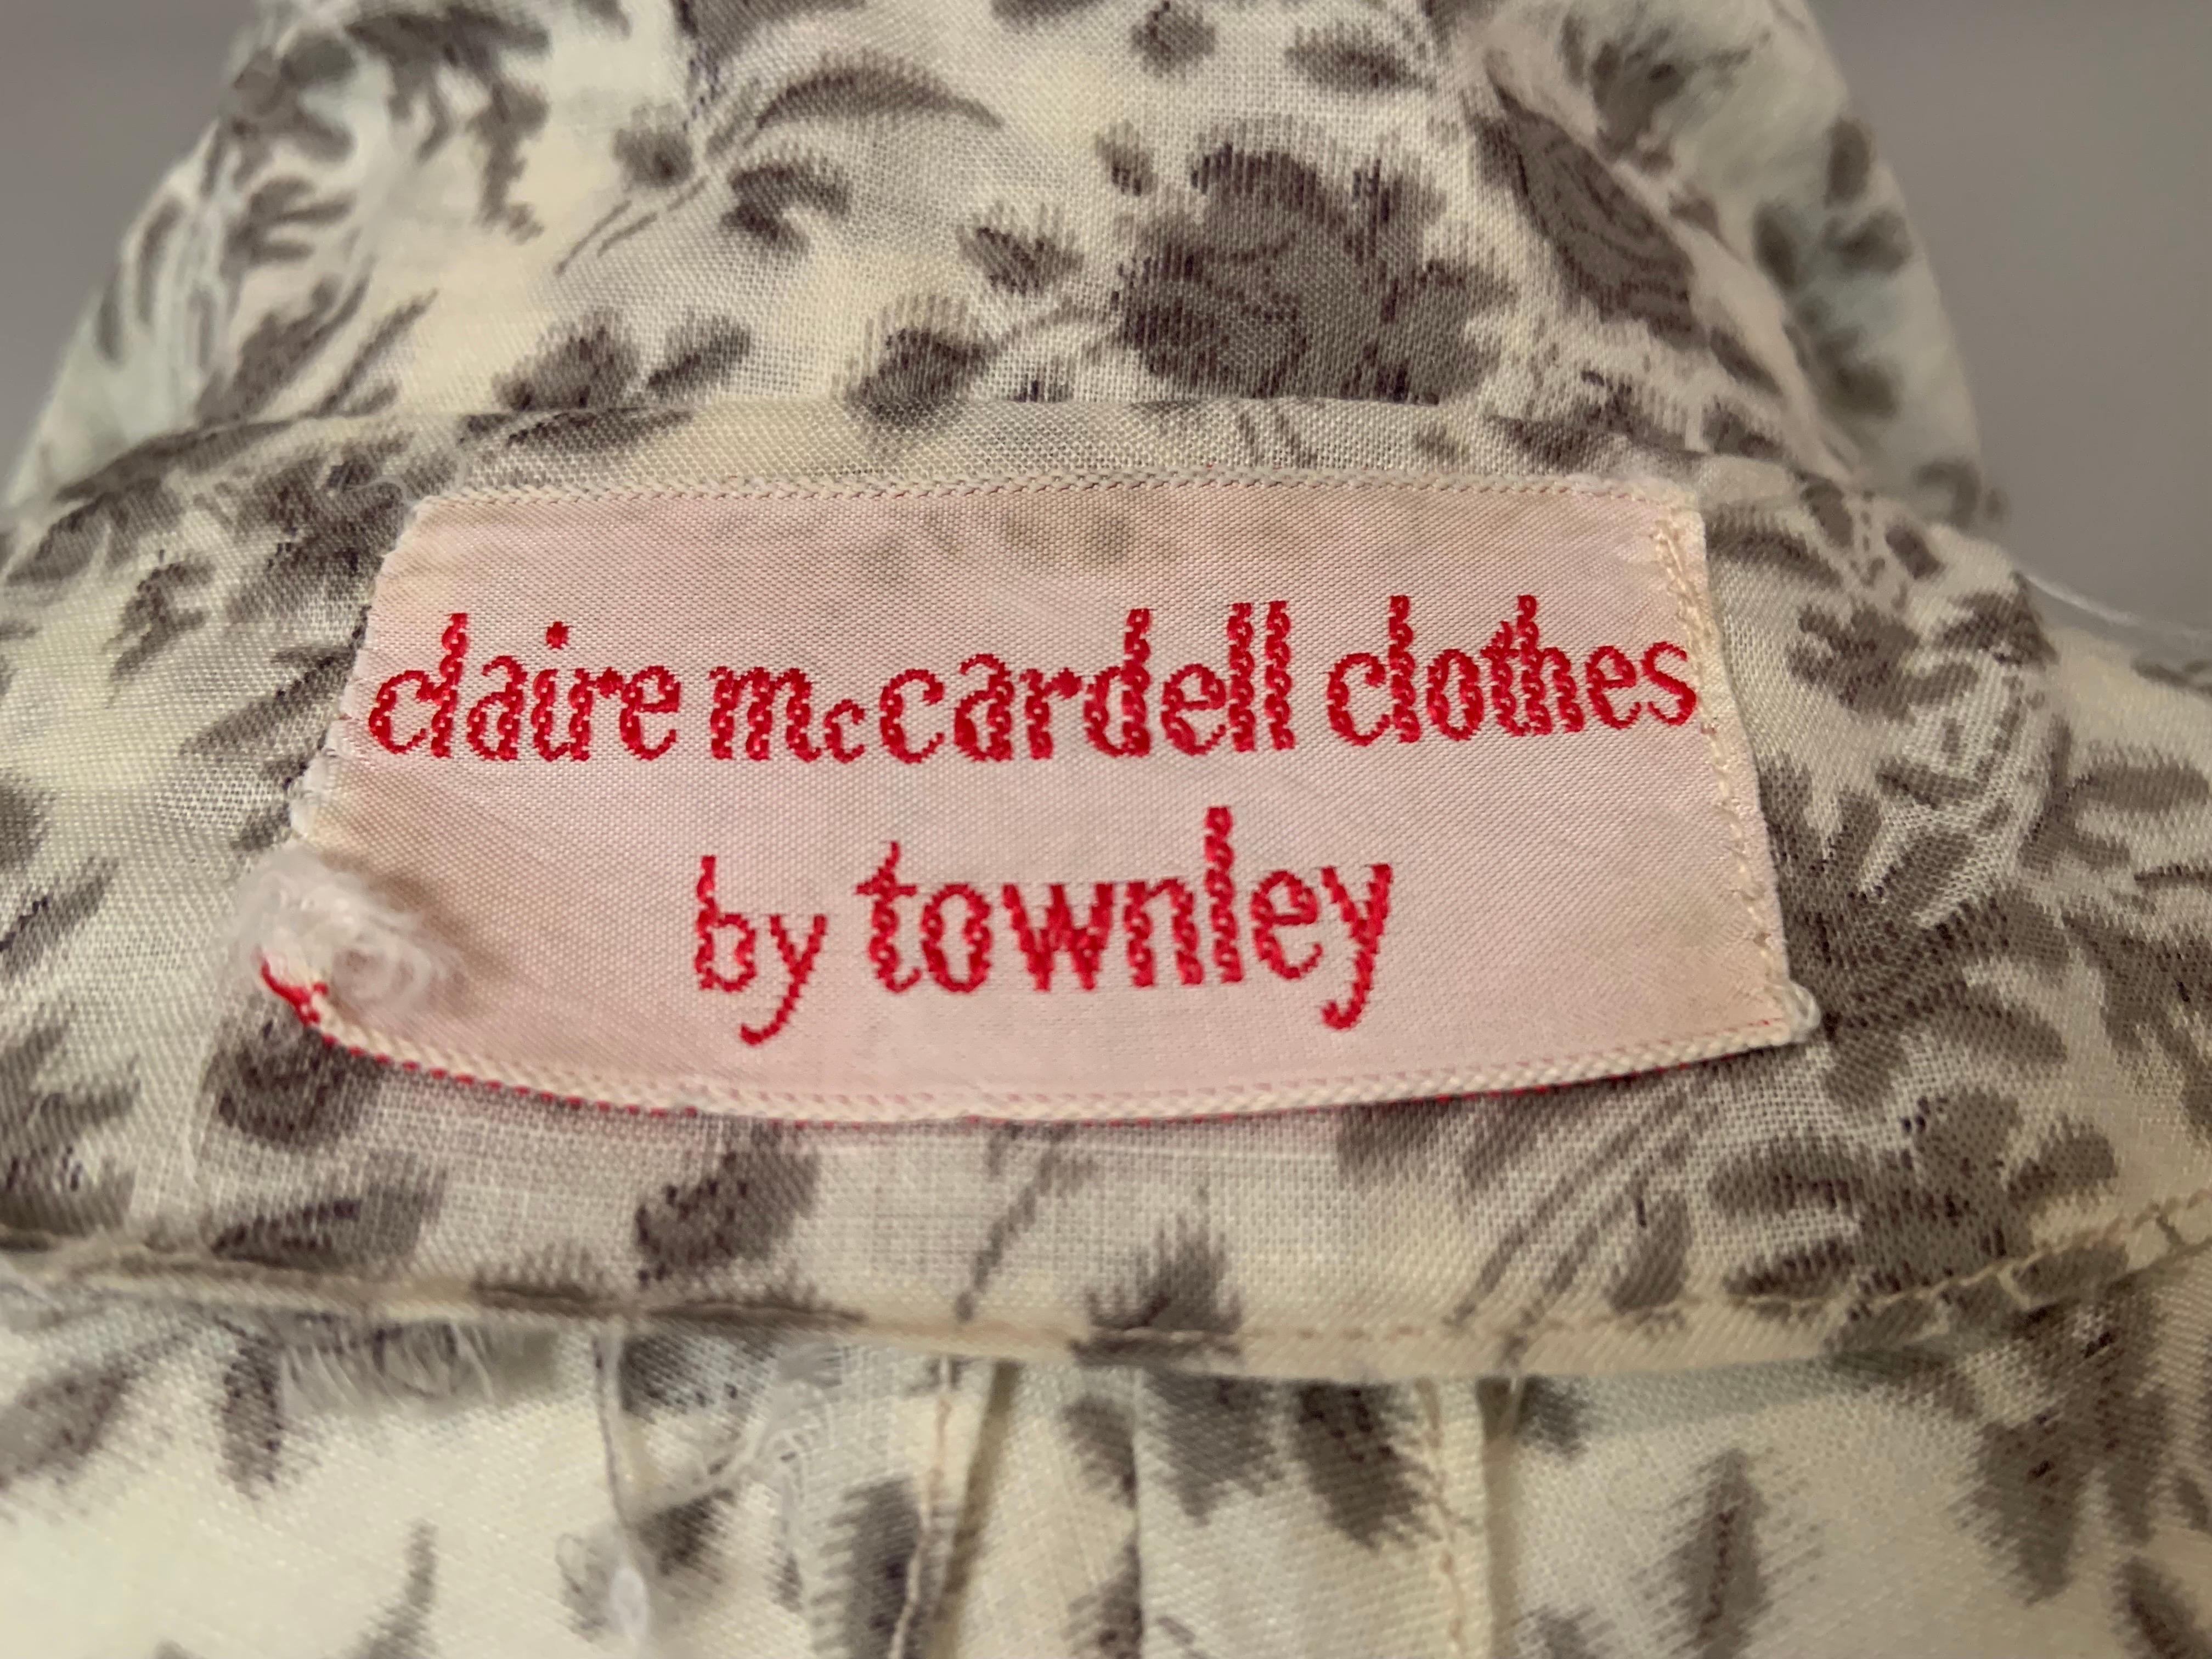 claire mccardell clothes
by townley